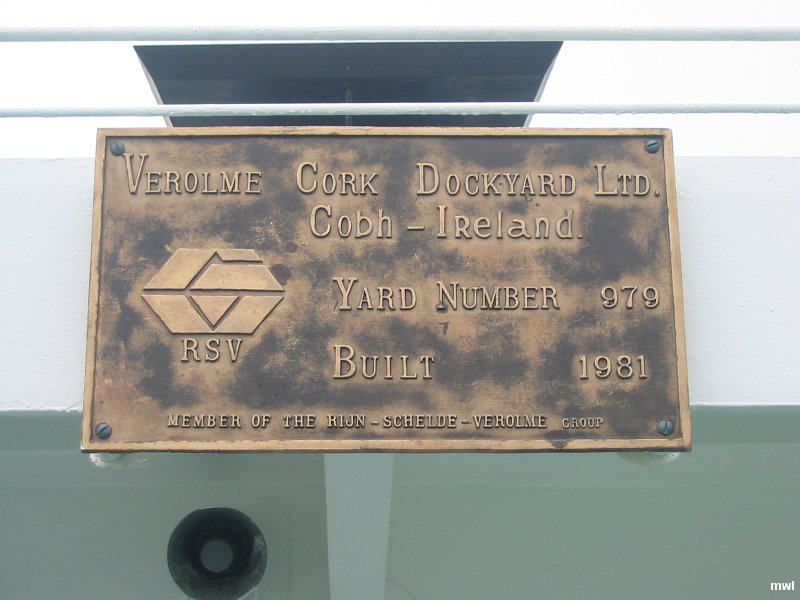 VEROLME CORK DOCKYARD LTD.
Cobh - Ireland.
YARD NUMBER 979
RSV
BUILT 1981
MEMBER OF THE RIJN - SCHELDE - VEROLME GROUP
mwl